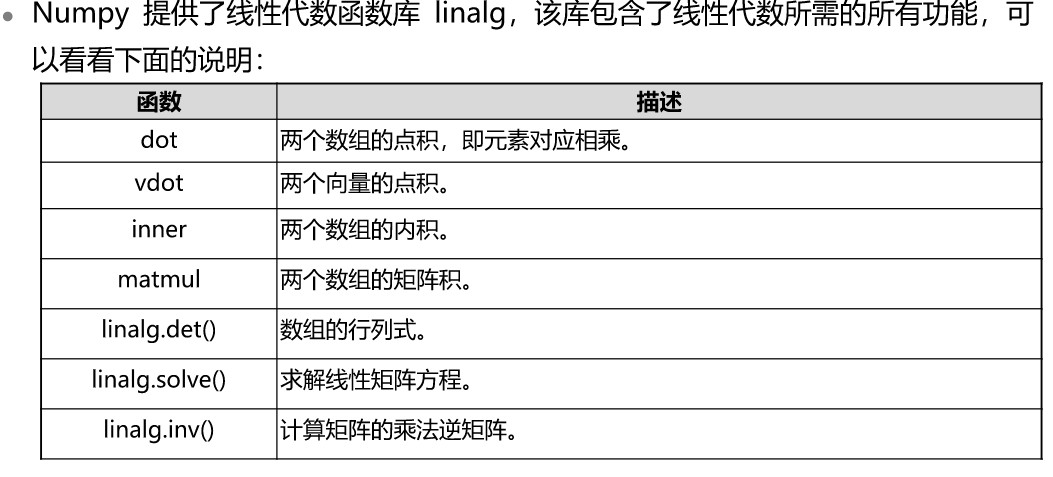 • Numpy 提供了线性代数函数库 linalg，该库包含了线性代数所需的所有功能，可
以看看下面的说明：
函数 描述
dot 两个数组的点积，即元素对应相乘。
vdot 两个向量的点积。
inner 两个数组的内积。
matmul 两个数组的矩阵积。
linalg.det() 数组的行列式。
linalg.solve() 求解线性矩阵方程。
linalg.inv() 计算矩阵的乘法逆矩阵。